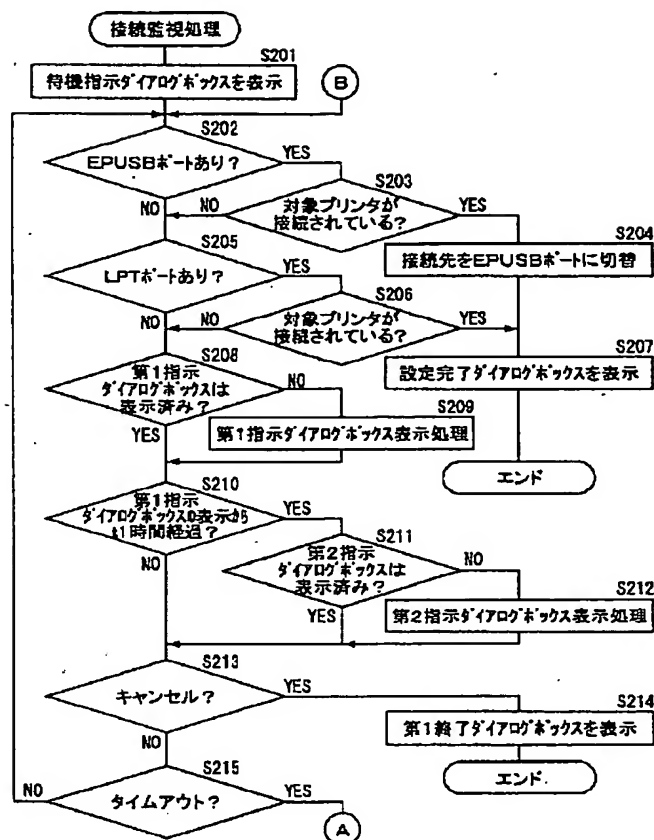 接続監視処理
S201
待機指示ダイアログボックスを表示
B
S202
EPUSBポートあり?
YES
NO
S203
対象プリンタが
接続されている?
NO
YES
S204
接続先をEPUSBポートに切替
S205
LPTポートあり?
YES
NO
S206
対象プリンタが
接続されている?
NO
YES
S207
設定完了ダイアログボックスを表示
エンド
S208
第1指示
ダイアログボックスは
表示済み?
NO
YES
S209
第1指示ダイアログボックス表示処理
S210
第1指示
ダイアログボックスの表示から
t1時間経過?
YES
NO
S211
第2指示
ダイアログボックスは
表示済み?
NO
YES
S212
第2指示ダイアログボックス表示処理
S213
キャンセル?
YES
NO
S214
第1終了ダイアログボックスを表示
エンド
S215
タイムアウト?
NO
YES
A